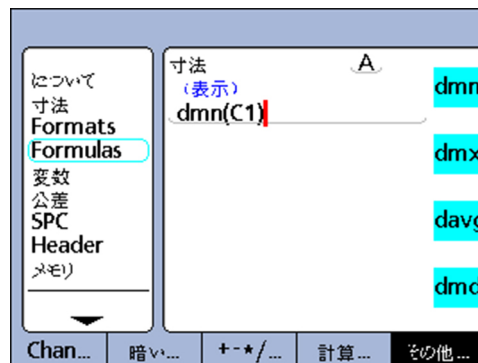 について
寸法
Formats
Formulas
変数
公差
SPC
Header
メモリ
寸法
A
(表示)
dmn(C1)
dmn
dmx
davg
dmd
Chan...
暗い...
+-*/...
計算...
その他...